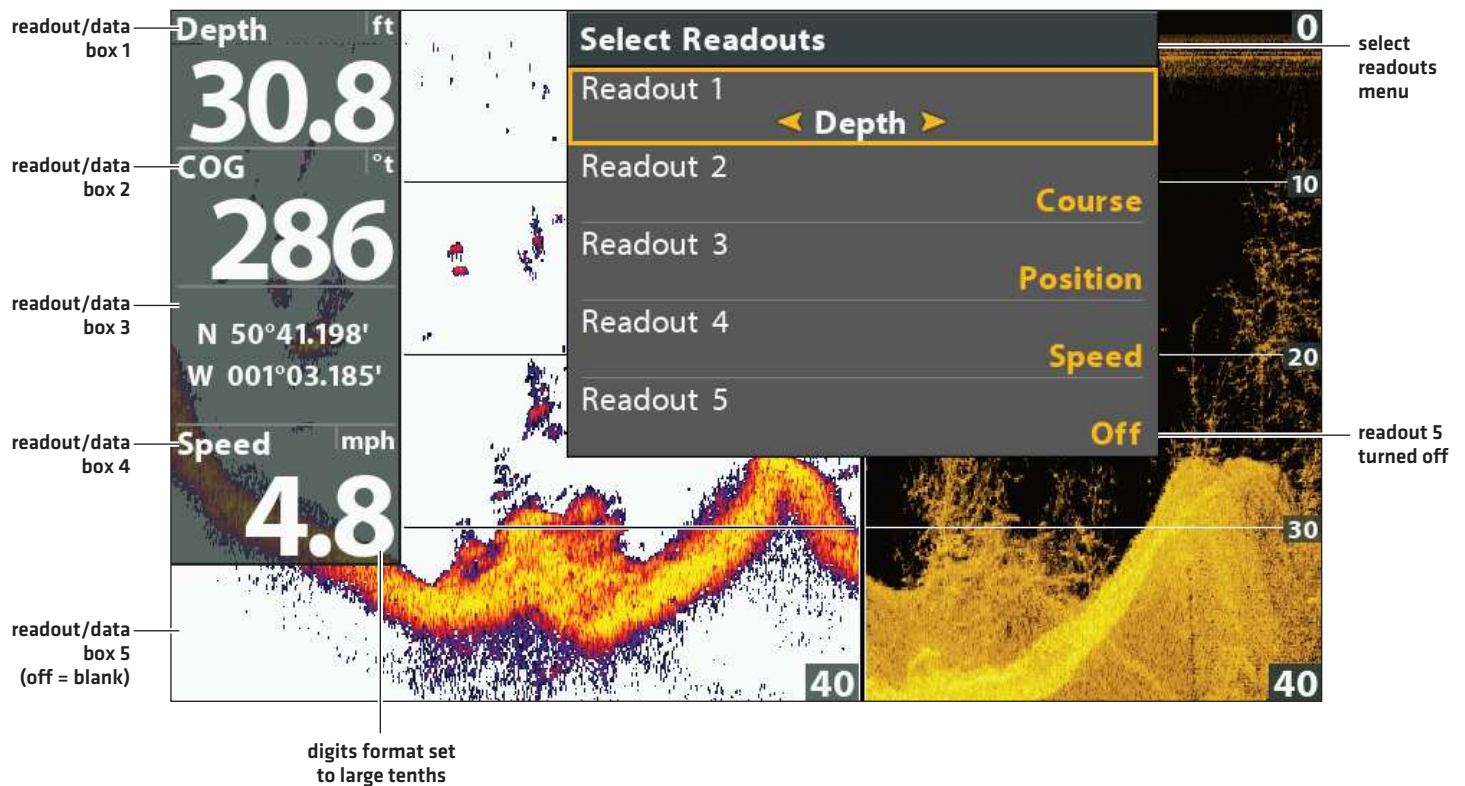 readout/data
box 1
readout/data
box 2
readout/data
box 3
readout/data
box 4
readout/data
box 5
(off = blank)
Depth ft
30.8
COG °t
286
N 50°41.198'
W 001°03.185'
Speed mph
4.8
digits format set
to large tenths
40
Select Readouts
Readout 1
Depth
Readout 2
Course
Readout 3
Position
Readout 4
Speed
Readout 5
Off
0
10
20
30
40
select
readouts
menu
readout 5
turned off